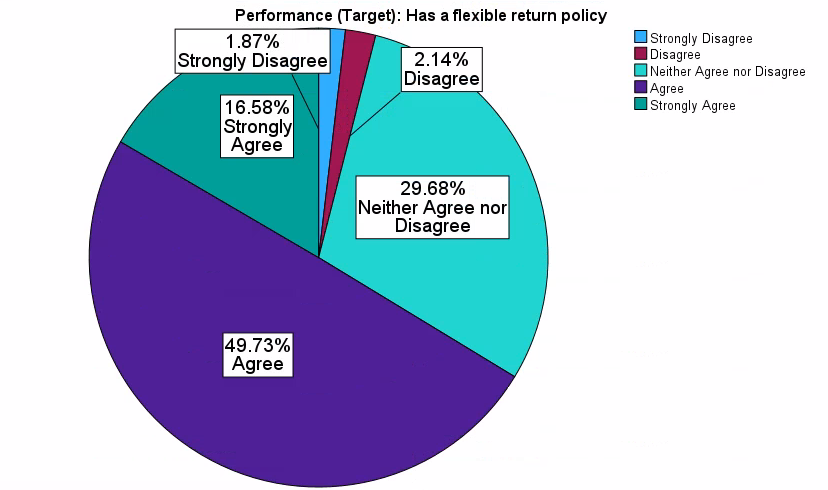 Performance (Target): Has a flexible return policy
1.87%
Strongly Disagree
2.14%
Disagree
16.58%
Strongly
Agree
29.68%
Neither Agree nor
Disagree
49.73%
Agree
Strongly Disagree
Disagree
Neither Agree nor Disagree
Agree
Strongly Agree